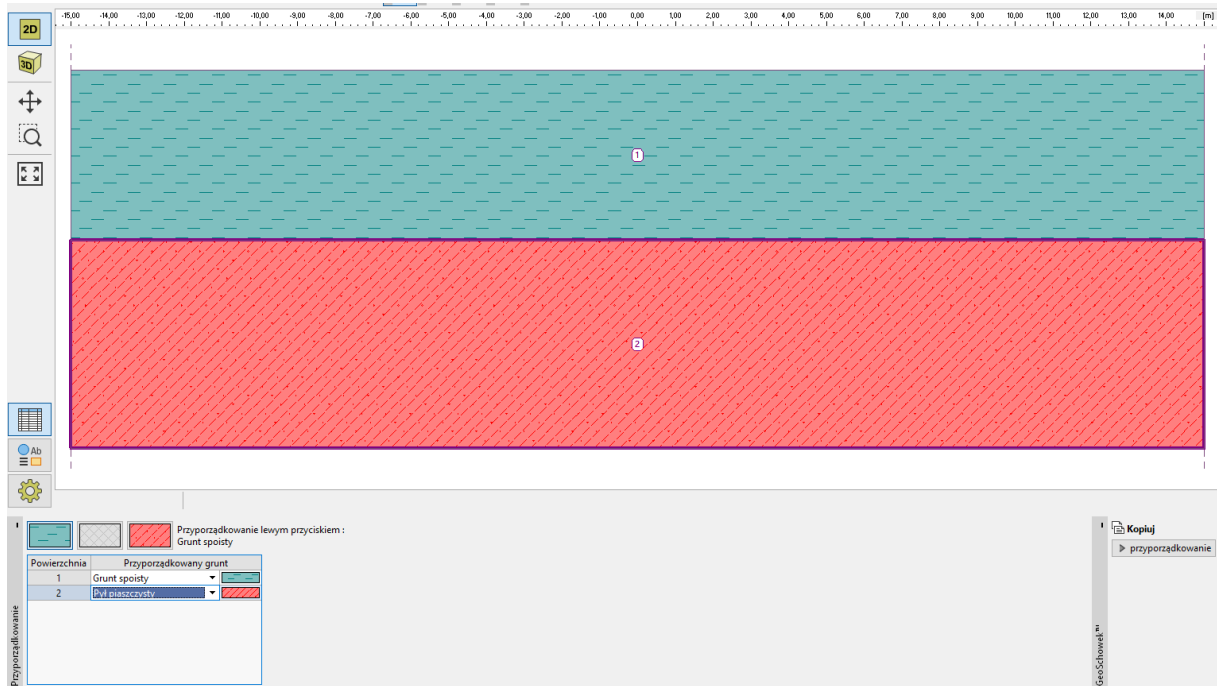 -15,00 -14,00 -13,00 -12,00 -11,00 -10,00 -9,00 -8,00 -7,00 -6,00 -5,00 -4,00 -3,00 -2,00 -1,00 0,00 1,00 2,00 3,00 4,00 5,00 6,00 7,00 8,00 9,00 10,00 11,00 12,00 13,00 14,00 [m]
2D
3D
1
2
Ab
Przyporządkowanie lewym przyciskiem :
Grunt spoisty
Powierzchnia Przyporządkowany grunt
1 Grunt spoisty
2 Pył piaszczysty
Przyporządkowanie
Kopiuj
przyporządkowanie
GeoSchowek™